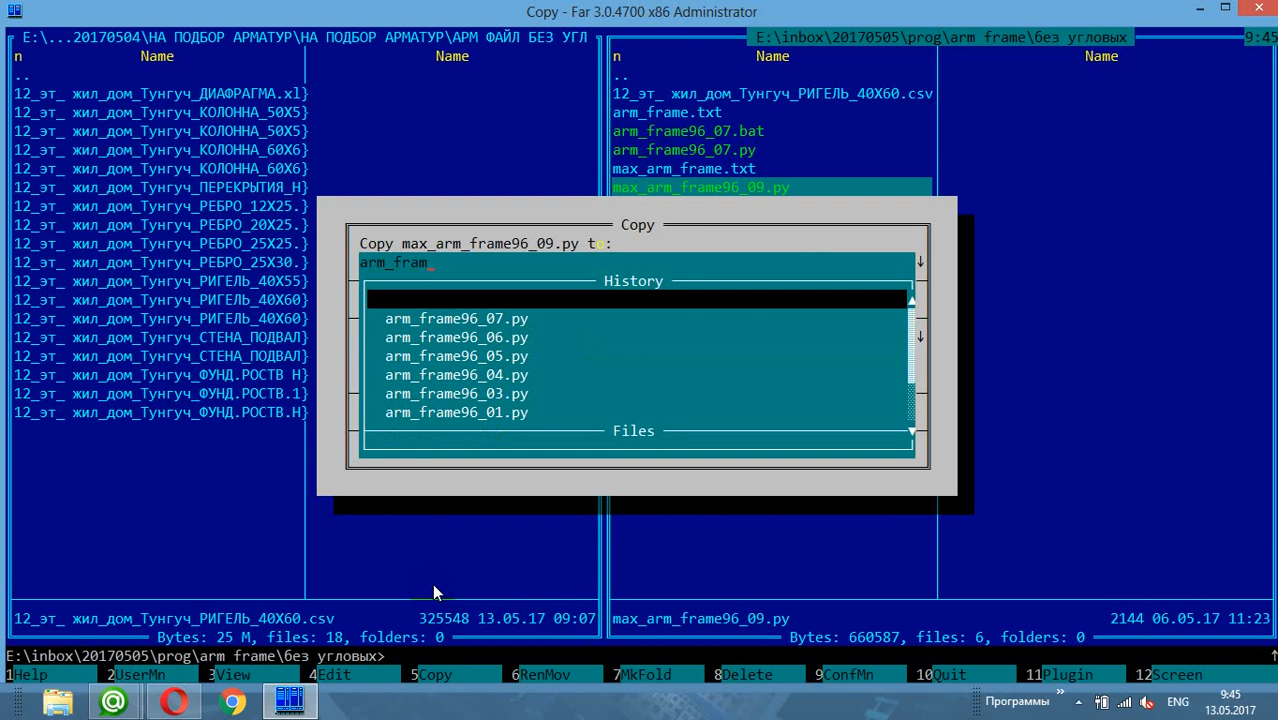 Copy - Far 3.0.4700 x86 Administrator
E:\...20170504\НА ПОДБОР АРМАТУР\НА ПОДБОР АРМАТУР\АРМ ФАЙЛ БЕЗ УГЛ
n Name Name
..
12_эт_ жил_дом_Тунгуч_ДИАФРАГМА.xl}
12_эт_ жил_дом_Тунгуч_КОЛОННА_50X5}
12_эт_ жил_дом_Тунгуч_КОЛОННА_50X5}
12_эт_ жил_дом_Тунгуч_КОЛОННА_60X6}
12_эт_ жил_дом_Тунгуч_КОЛОННА_60X6}
12_эт_ жил_дом_Тунгуч_ПЕРЕКРЫТИЯ_Н}
12_эт_ жил_дом_Тунгуч_РЕБРО_12X25.}
12_эт_ жил_дом_Тунгуч_РЕБРО_20X25.}
12_эт_ жил_дом_Тунгуч_РЕБРО_25X25.}
12_эт_ жил_дом_Тунгуч_РЕБРО_25X30.}
12_эт_ жил_дом_Тунгуч_РИГЕЛЬ_40X55}
12_эт_ жил_дом_Тунгуч_РИГЕЛЬ_40X60}
12_эт_ жил_дом_Тунгуч_РИГЕЛЬ_40X60}
12_эт_ жил_дом_Тунгуч_СТЕНА_ПОДВАЛ}
12_эт_ жил_дом_Тунгуч_СТЕНА_ПОДВАЛ}
12_эт_ жил_дом_Тунгуч_ФУНД.РОСТВ Н}
12_эт_ жил_дом_Тунгуч_ФУНД.РОСТВ.1}
12_эт_ жил_дом_Тунгуч_ФУНД.РОСТВ.Н}
12_эт_ жил_дом_Тунгуч_РИГЕЛЬ_40X60.csv 325548 13.05.17 09:07
Bytes: 25 M, files: 18, folders: 0
E:\inbox\20170505\prog\arm frame\без угловых 9:45
n Name Name
..
12_эт_ жил_дом_Тунгуч_РИГЕЛЬ_40X60.csv
arm_frame.txt
arm_frame96_07.bat
arm_frame96_07.py
max_arm_frame.txt
max_arm_frame96_09.py
max_arm_frame96_09.py 2144 06.05.17 11:23
Bytes: 660587, files: 6, folders: 0
Copy
Copy max_arm_frame96_09.py to:
arm_fram_
History
arm_frame96_07.py
arm_frame96_06.py
arm_frame96_05.py
arm_frame96_04.py
arm_frame96_03.py
arm_frame96_01.py
Files
E:\inbox\20170505\prog\arm frame\без угловых>
1Help 2UserMn 3View 4Edit 5Copy 6RenMov 7MkFold 8Delete 9ConfMn 10Quit 11Plugin 12Screen
Программы ENG 9:45
13.05.2017